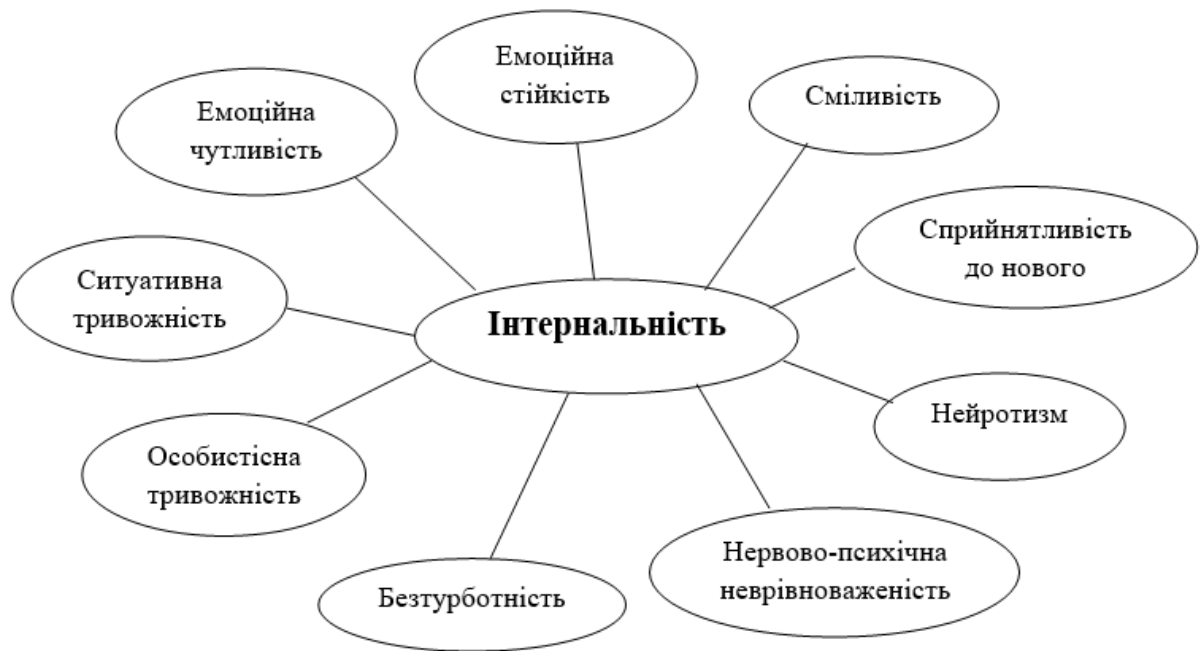 Емоційна
стійкість
Сміливість
Емоційна
чутливість
Сприйнятливість
до нового
Ситуативна
тривожність
Інтернальність
Нейротизм
Особистісна
тривожність
Нервово-психічна
неврівноваженість
Безтурботність